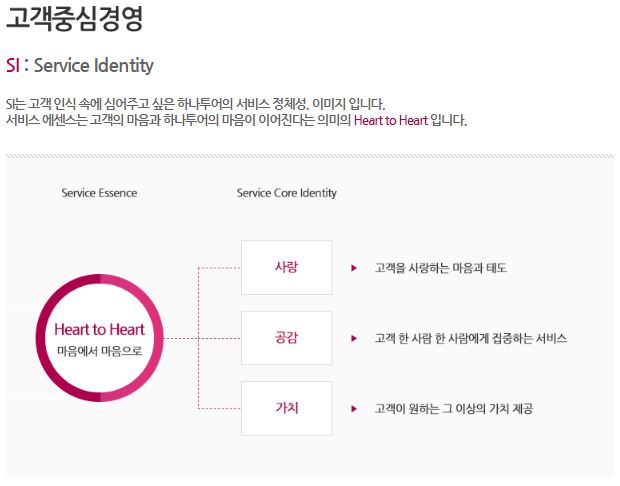 고객중심경영
SI : Service Identity
SI는 고객 인식 속에 심어주고 싶은 하나투어의 서비스 정체성, 이미지 입니다.
서비스 에센스는 고객의 마음과 하나투어의 마음이 이어진다는 의미의 Heart to Heart 입니다.
Service Essence
Service Core Identity
Heart to Heart
마음에서 마음으로
사랑
고객을 사랑하는 마음과 태도
공감
고객 한 사람 한 사람에게 집중하는 서비스
가치
고객이 원하는 그 이상의 가치 제공